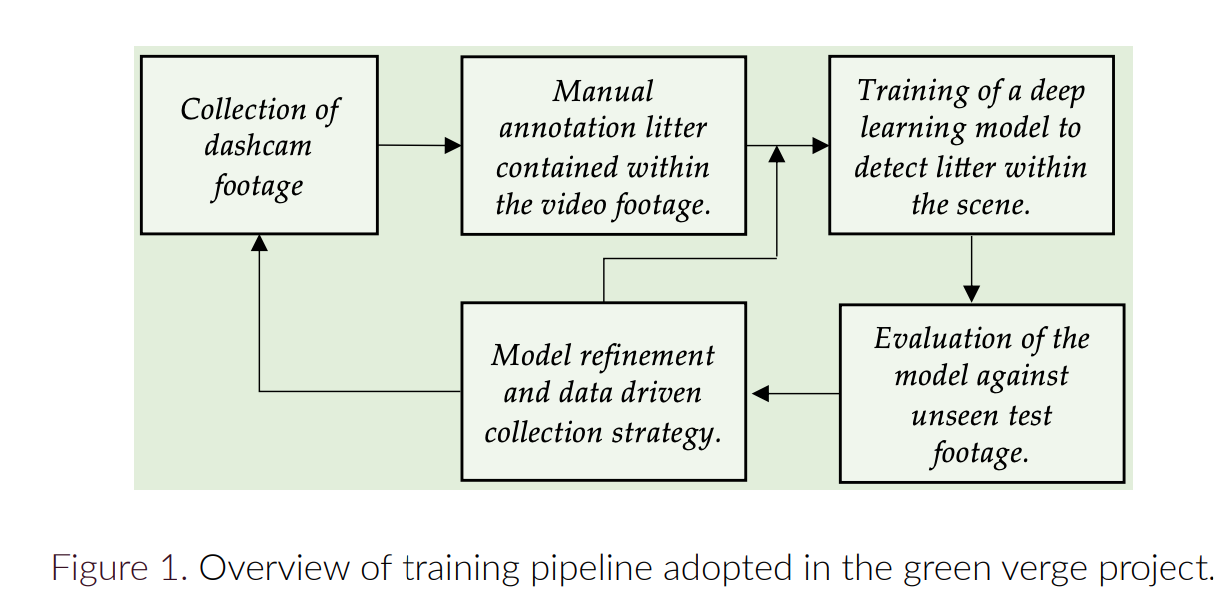 Collection of
dashcam
footage
Manual
annotation litter
contained within
the video footage.
Training of a deep
learning model to
detect litter within
the scene.
Model refinement
and data driven
collection strategy.
Evaluation of the
model against
unseen test
footage.
Figure 1. Overview of training pipeline adopted in the green verge project.